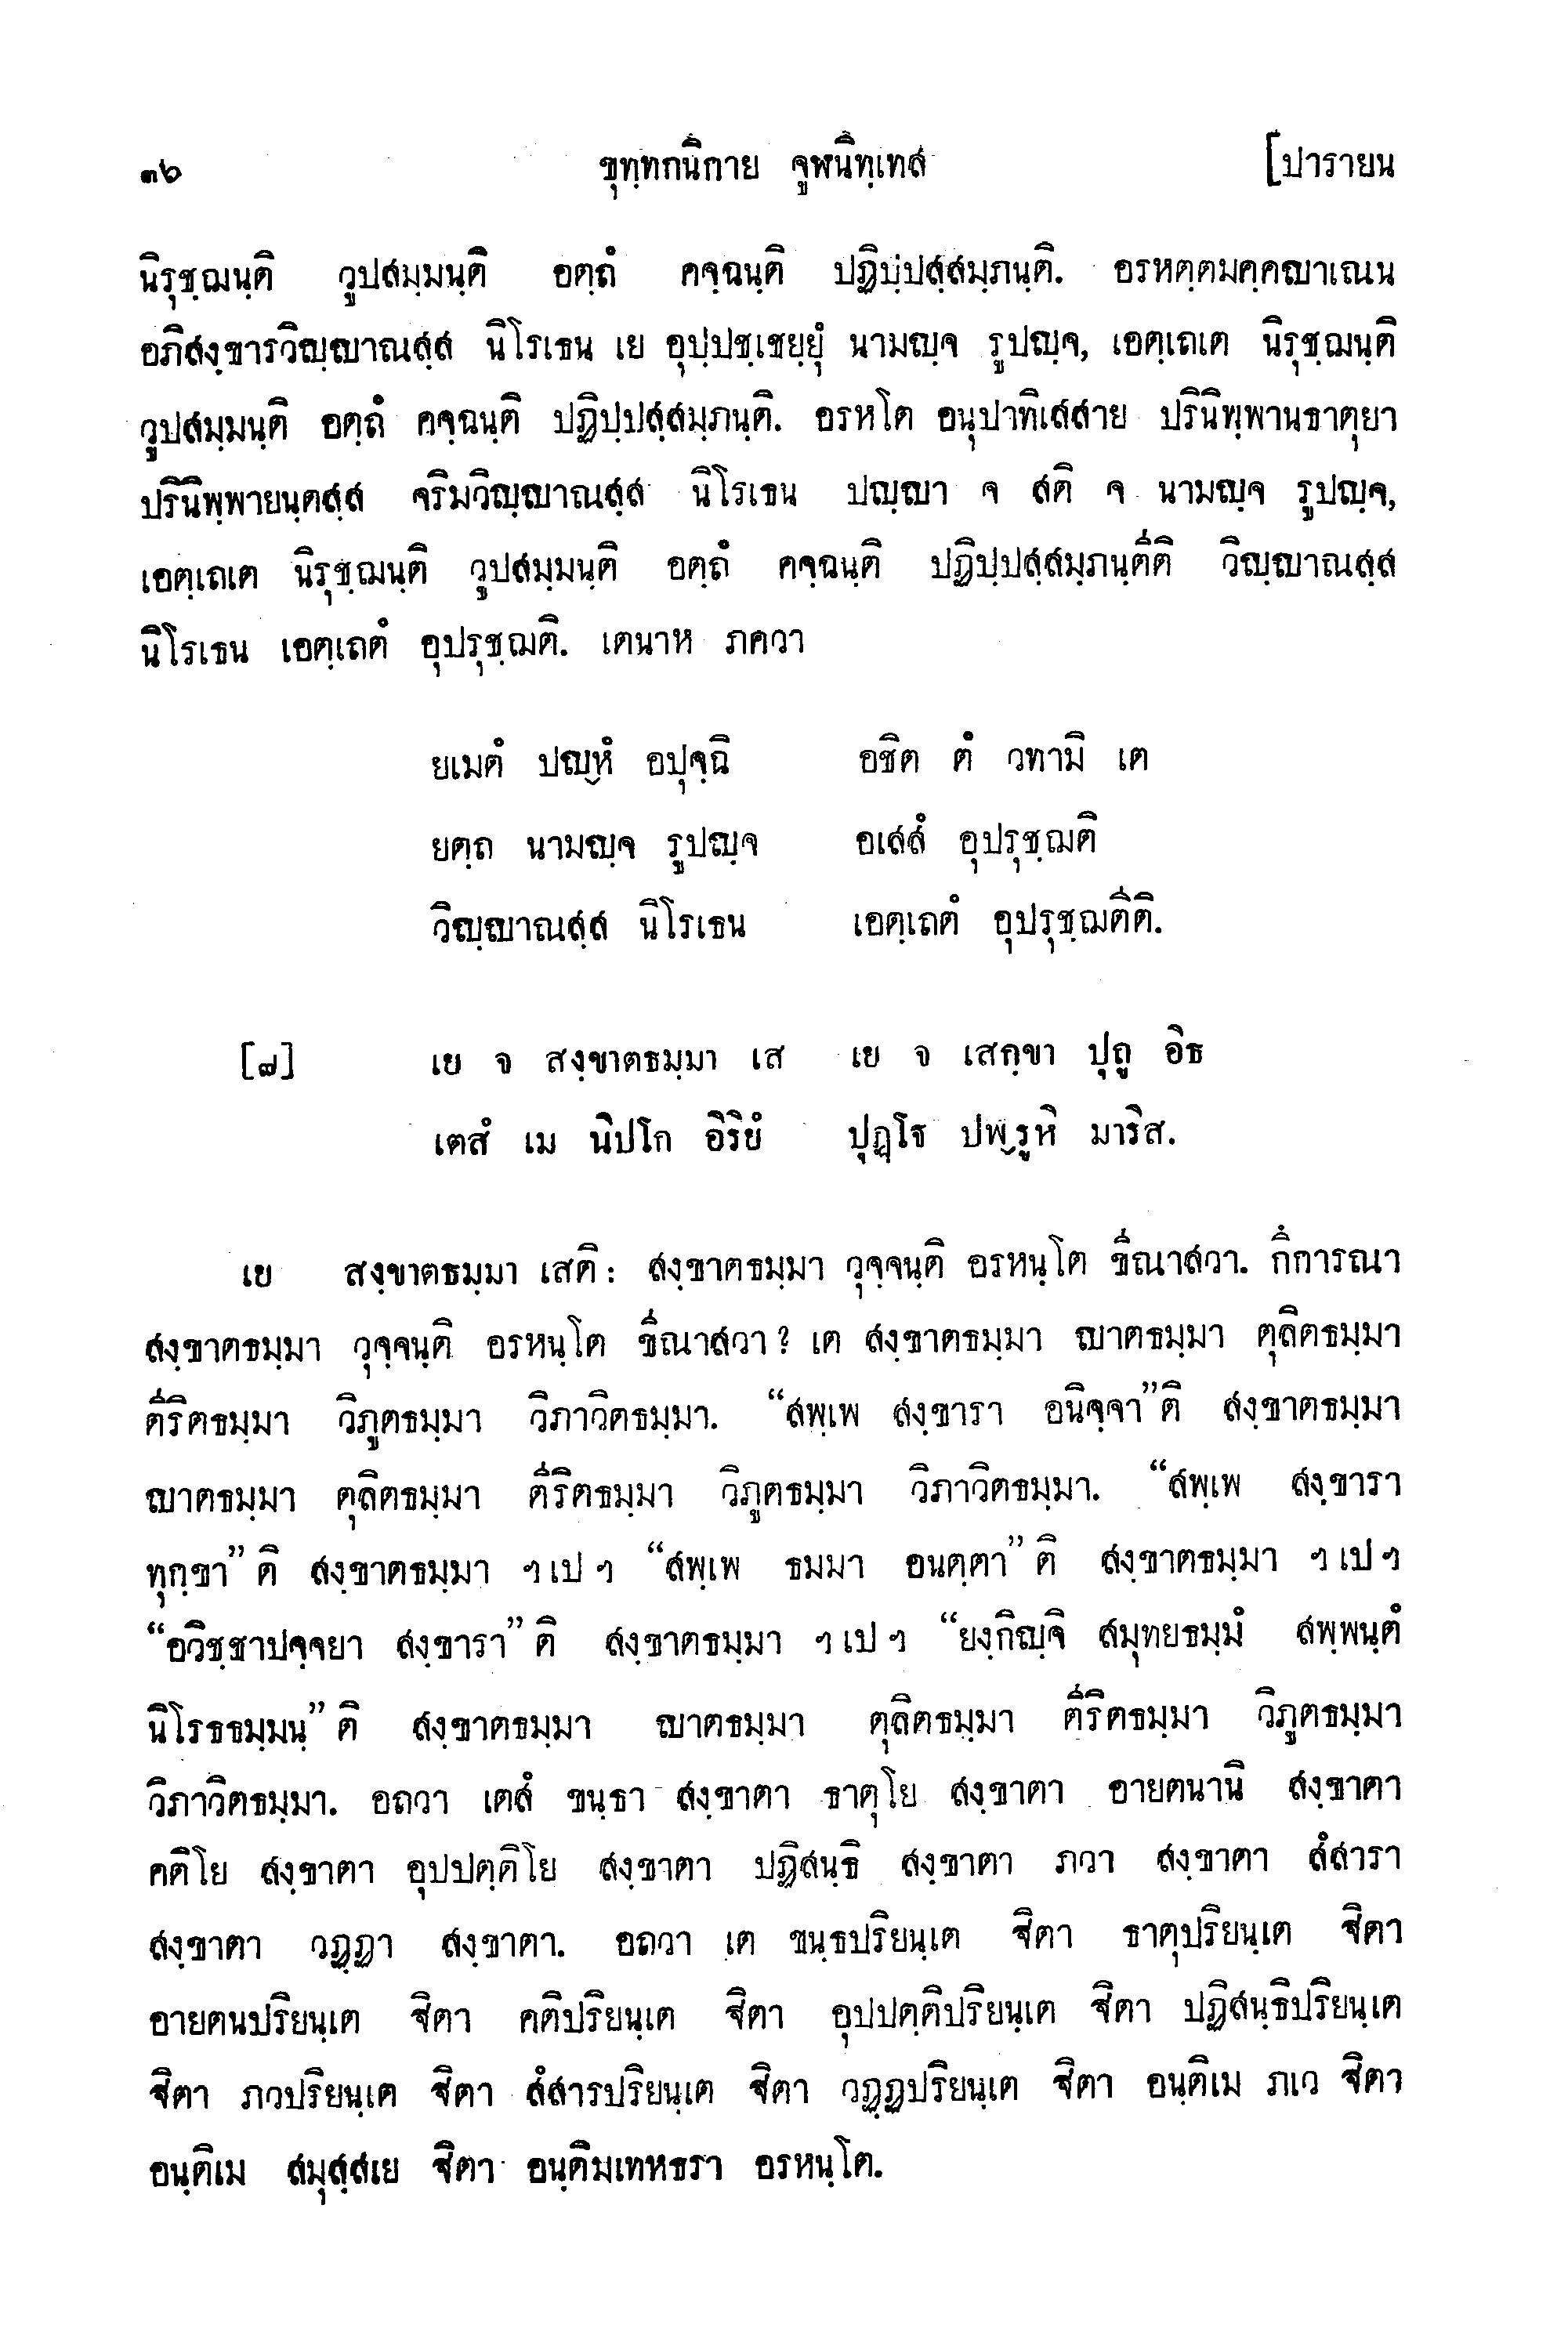 ๓๖ ขุทฺทกนิกาย จูฬนิทฺเทส [ปารายน
นิรุชฺฌนฺติ วูปสมฺมนฺติ อตฺถํ คจฺฉนฺติ ปฏิปฺปสฺสมฺภนฺติ. อรหตฺตมคฺคญาเณน
อภิสงฺขารวิญฺญาณสฺส นิโรเธน เย อุปฺปชฺเชยฺยุํ นามญฺจ รูปญฺจ, เอตฺเถเต นิรุชฺฌนฺติ
วูปสมฺมนฺติ อตฺถํ คจฺฉนฺติ ปฏิปฺปสฺสมฺภนฺติ. อรหโต อนุปาทิเสสาย ปรินิพฺพานธาตุยา
ปรินิพฺพายนฺตสฺส จริมวิญฺญาณสฺส นิโรเธน ปญฺญา จ สติ จ นามญฺจ รูปญฺจ,
เอตฺเถเต นิรุชฺฌนฺติ วูปสมฺมนฺติ อตฺถํ คจฺฉนฺติ ปฏิปฺปสฺสมฺภนฺตีติ วิญฺญาณสฺส
นิโรเธน เอตฺเถตํ อุปรุชฺฌติ. เตนาห ภควา
ยเมตํ ปญฺหํ อปุจฺฉิ อชิต ตํ วทามิ เต
ยตฺถ นามญฺจ รูปญฺจ อเสสํ อุปรุชฺฌติ
วิญฺญาณสฺส นิโรเธน เอตฺเถตํ อุปรุชฺฌตีติ.
[๗] เย จ สงฺขาตธมฺมา เส เย จ เสกฺขา ปุถู อิธ
เตสํ เม นิปโก อิริยํ ปุฏฺโฐ ปพฺรูหิ มาริส.
เย สงฺขาตธมฺมา เสติ: สงฺขาตธมฺมา วุจฺจนฺติ อรหนฺโต ขีณาสวา. กึการณา
สงฺขาตธมฺมา วุจฺจนฺติ อรหนฺโต ขีณาสวา? เต สงฺขาตธมฺมา ญาตธมฺมา ตุลิตธมฺมา
ตีริตธมฺมา วิภูตธมฺมา วิภาวิตธมฺมา. “สพฺเพ สงฺขารา อนิจฺจา”ติ สงฺขาตธมฺมา
ญาตธมฺมา ตุลิตธมฺมา ตีริตธมฺมา วิภูตธมฺมา วิภาวิตธมฺมา. “สพฺเพ สงฺขารา
ทุกฺขา”ติ สงฺขาตธมฺมา ฯ เป ฯ “สพฺเพ ธมมา อนตฺตา”ติ สงฺขาตธมฺมา ฯ เป ฯ
“อวิชฺชาปจฺจยา สงฺขารา”ติ สงฺขาตธมฺมา ฯ เป ฯ “ยงฺกิญฺจิ สมุทยธมฺมํ สพฺพนฺตํ
นิโรธธมฺมนฺ”ติ สงฺขาตธมฺมา ญาตธมฺมา ตุลิตธมฺมา ตีริตธมฺมา วิภูตธมฺมา
วิภาวิตธมฺมา. อถวา เตสํ ขนฺธา สงฺขาตา ธาตุโย สงฺขาตา อายตนานิ สงฺขาตา
คติโย สงฺขาตา อุปปตฺติโย สงฺขาตา ปฏิสนฺธิ สงฺขาตา ภวา สงฺขาตา สํสารา
สงฺขาตา วฏฺฏา สงฺขาตา. อถวา เต ขนฺธปริยนฺเต ฐิตา ธาตุปริยนฺเต ฐิตา
อายตนปริยนฺเต ฐิตา คติปริยนฺเต ฐิตา อุปปตฺติปริยนฺเต ฐิตา ปฏิสนฺธิปริยนฺเต
ฐิตา ภวปริยนฺเต ฐิตา สํสารปริยนฺเต ฐิตา วฏฺฏปริยนฺเต ฐิตา อนฺติเม ภเว ฐิตา
อนฺติเม สมุสฺสเย ฐิตา อนฺติมเทหธรา อรหนฺโต.